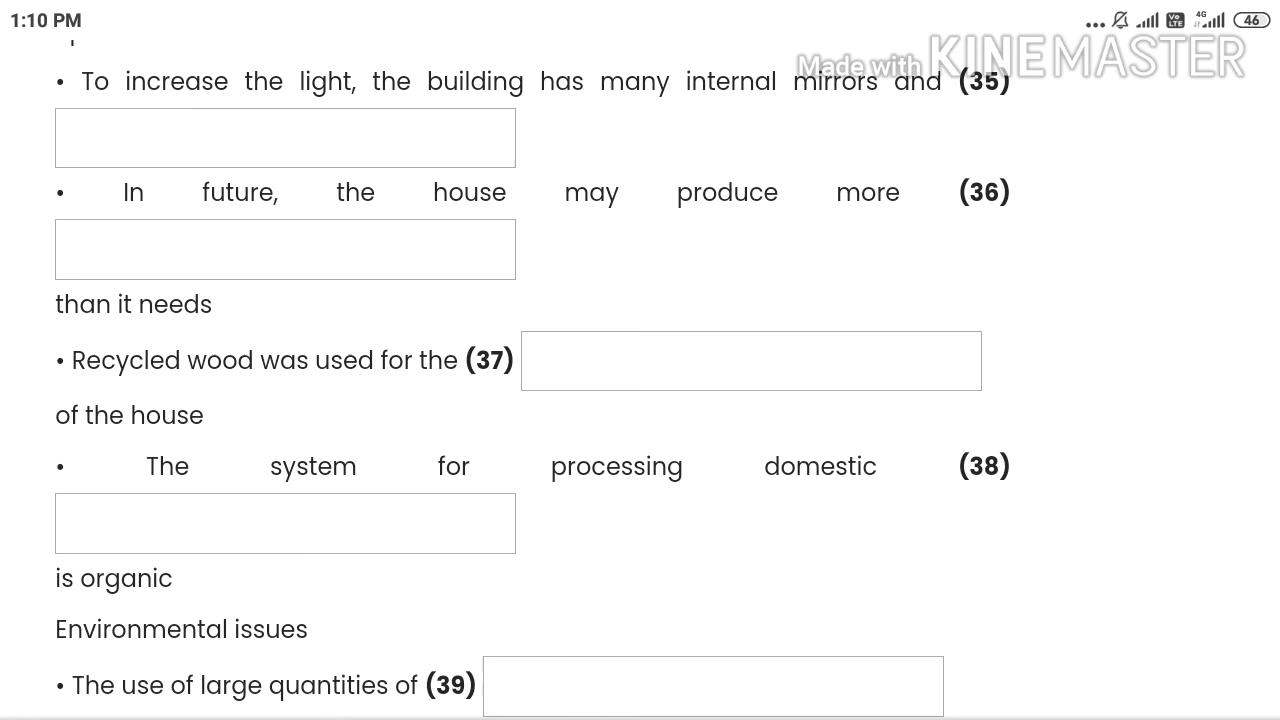 1:10 PM
... Vo LTE 4G 46
Made with KINEMASTER
• To increase the light, the building has many internal mirrors and (35)
• In future, the house may produce more (36)
than it needs
• Recycled wood was used for the (37)
of the house
• The system for processing domestic (38)
is organic
Environmental issues
• The use of large quantities of (39)